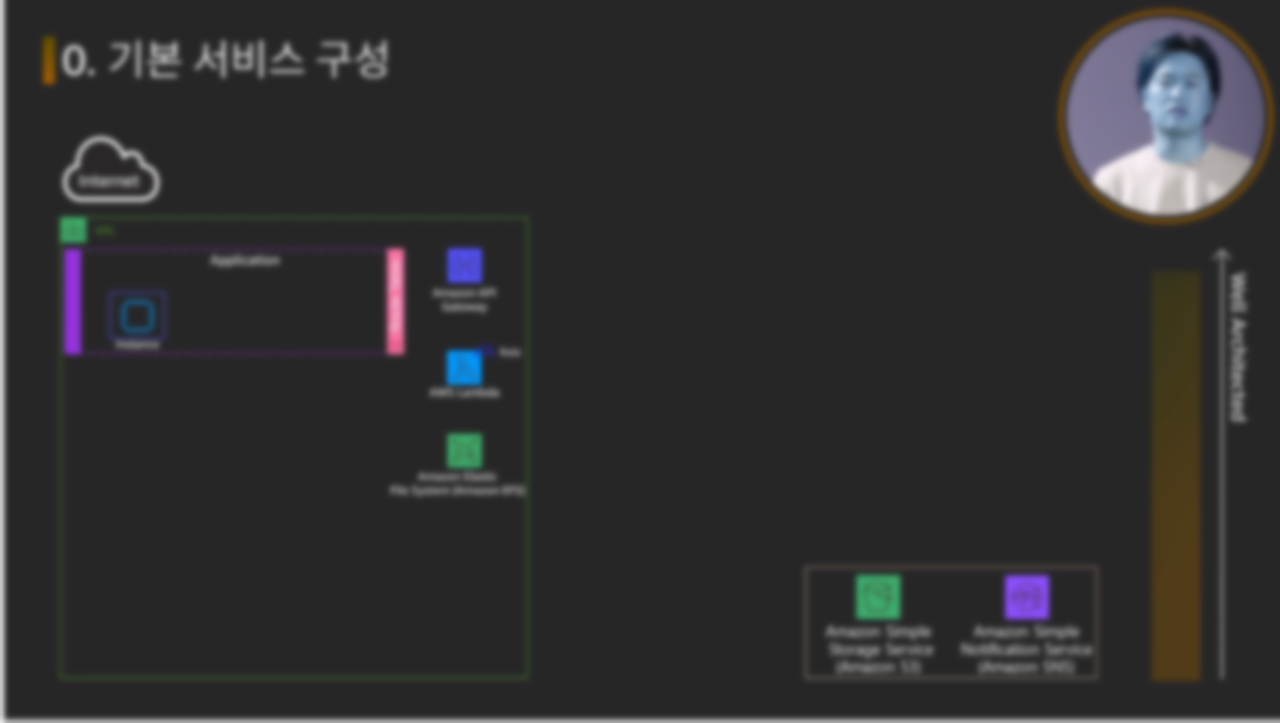 0. 기본 서비스 구성
Internet
Application
Instance
Amazon API
Gateway
Role
AWS Lambda
Amazon Elastic
File System (Amazon EFS)
Well Architected
Amazon Simple
Storage Service
(Amazon S3)
Amazon Simple
Notification Service
(Amazon SNS)